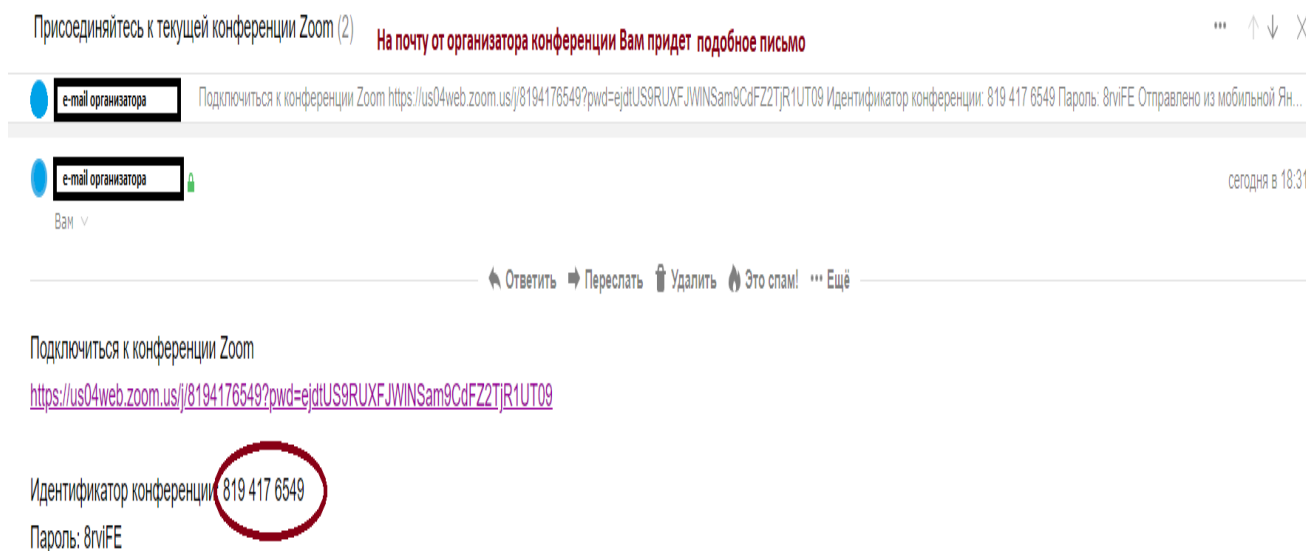 Присоединяйтесь к текущей конференции Zoom (2)
На почту от организатора конференции Вам придет подобное письмо
e-mail организатора Подключиться к конференции Zoom https://us04web.zoom.us/j/8194176549?pwd=ejdtUS9RUXFJWlNSam9CdFZ2TjR1UT09 Идентификатор конференции: 819 417 6549 Пароль: 8rviFE Отправлено из мобильной Ян...
e-mail организатора
сегодня в 18:31
Вам
Ответить Переслать Удалить Это спам! ... Ещё
Подключиться к конференции Zoom
https://us04web.zoom.us/j/8194176549?pwd=ejdtUS9RUXFJWlNSam9CdFZ2TjR1UT09
Идентификатор конференции 819 417 6549
Пароль: 8rviFE